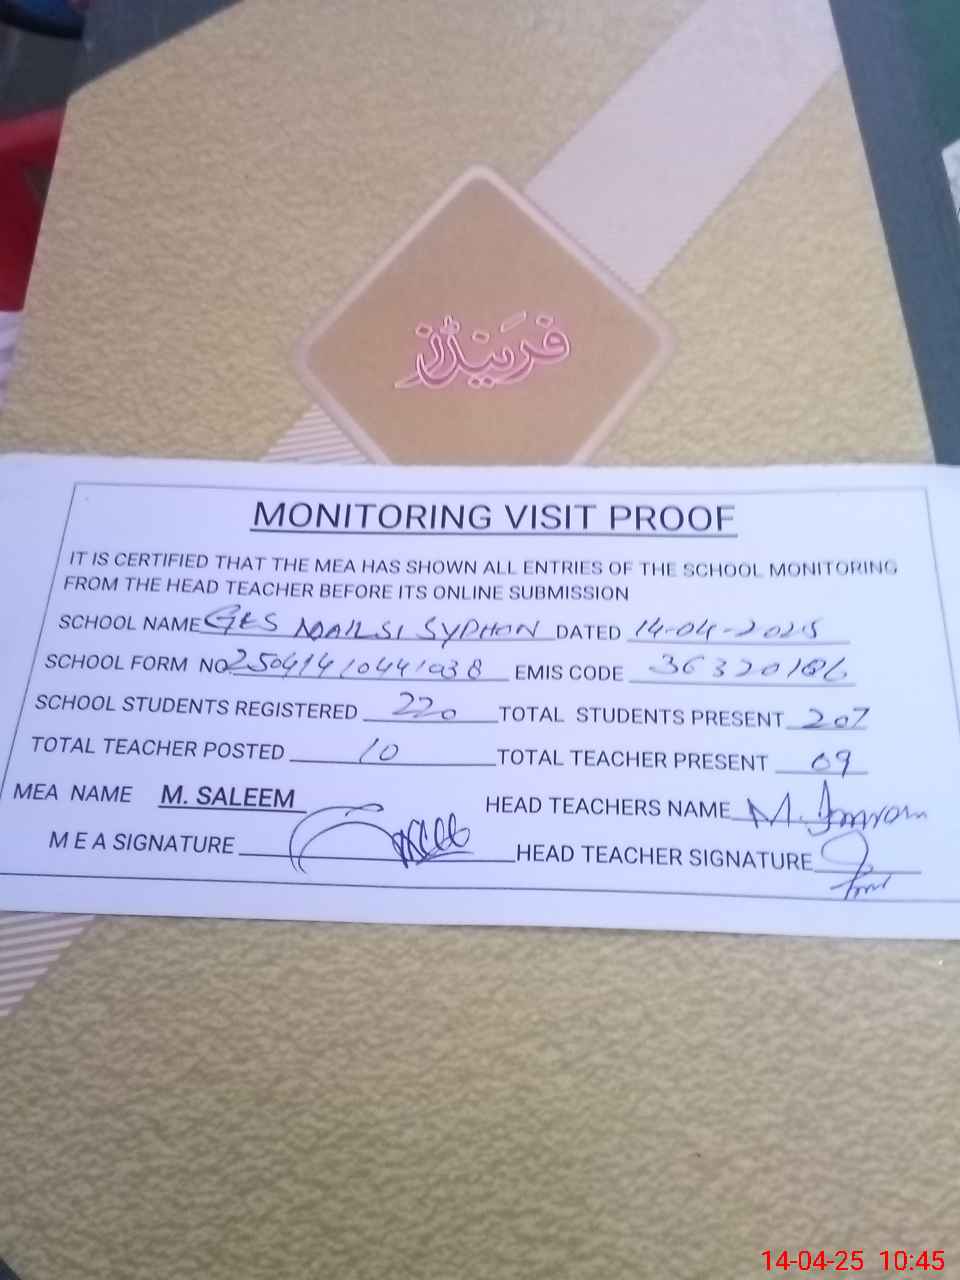 فرینڈز
MONITORING VISIT PROOF
IT IS CERTIFIED THAT THE MEA HAS SHOWN ALL ENTRIES OF THE SCHOOL MONITORING
FROM THE HEAD TEACHER BEFORE ITS ONLINE SUBMISSION
SCHOOL NAME GES MAILSI SYPHON DATED 14-04-2025
SCHOOL FORM NO 25041410441038 EMIS CODE 36320186
SCHOOL STUDENTS REGISTERED 220 TOTAL STUDENTS PRESENT 207
TOTAL TEACHER POSTED 10 TOTAL TEACHER PRESENT 09
MEA NAME M. SALEEM HEAD TEACHERS NAME M. Imran
M E A SIGNATURE HEAD TEACHER SIGNATURE
14-04-25 10:45